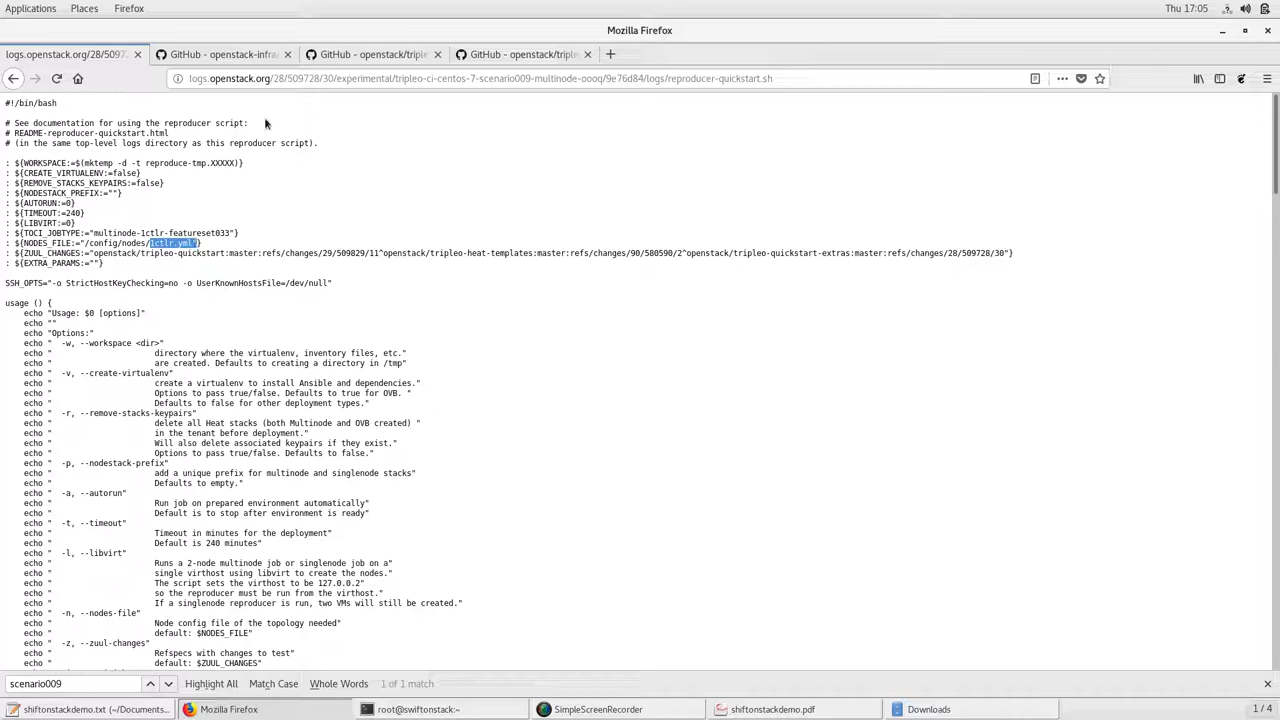 Applications Places Firefox Thu 17:05
Mozilla Firefox
logs.openstack.org/28/5097 GitHub - openstack-infra GitHub - openstack/triple GitHub - openstack/triple
logs.openstack.org/28/509728/30/experimental/tripleo-ci-centos-7-scenario009-multinode-oooq/9e76d84/logs/reproducer-quickstart.sh
#!/bin/bash
# See documentation for using the reproducer script:
# README-reproducer-quickstart.html
# (in the same top-level logs directory as this reproducer script).
: ${WORKSPACE:=$(mktemp -d -t reproduce-tmp.XXXXX)}
: ${CREATE_VIRTUALENV:=false}
: ${REMOVE_STACKS_KEYPAIRS:=false}
: ${NODESTACK_PREFIX:=""}
: ${AUTORUN:=0}
: ${TIMEOUT:=240}
: ${LIBVIRT:=0}
: ${TOCI_JOBTYPE:="multinode-1ctlr-featureset033"}
: ${NODES_FILE:="/config/nodes/1ctlr.yml"}
: ${ZUUL_CHANGES:="openstack/tripleo-quickstart:master:refs/changes/29/509829/11^openstack/tripleo-heat-templates:master:refs/changes/90/580590/2^openstack/tripleo-quickstart-extras:master:refs/changes/28/509728/30"}
: ${EXTRA_PARAMS:=""}
SSH_OPTS="-o StrictHostKeyChecking=no -o UserKnownHostsFile=/dev/null"
usage () {
echo "Usage: $0 [options]"
echo ""
echo "Options:"
echo " -w, --workspace <dir>"
echo " directory where the virtualenv, inventory files, etc."
echo " are created. Defaults to creating a directory in /tmp"
echo " -v, --create-virtualenv"
echo " create a virtualenv to install Ansible and dependencies."
echo " Options to pass true/false. Defaults to true for OVB. "
echo " Defaults to false for other deployment types."
echo " -r, --remove-stacks-keypairs"
echo " delete all Heat stacks (both Multinode and OVB created) "
echo " in the tenant before deployment."
echo " Will also delete associated keypairs if they exist."
echo " Options to pass true/false. Defaults to false."
echo " -p, --nodestack-prefix"
echo " add a unique prefix for multinode and singlenode stacks"
echo " Defaults to empty."
echo " -a, --autorun"
echo " Run job on prepared environment automatically"
echo " Default is to stop after environment is ready"
echo " -t, --timeout"
echo " Timeout in minutes for the deployment"
echo " Default is 240 minutes"
echo " -l, --libvirt"
echo " Runs a 2-node multinode job or singlenode job on a"
echo " single virthost using libvirt to create the nodes."
echo " The script sets the virthost to be 127.0.0.2"
echo " so the reproducer must be run from the virthost."
echo " If a singlenode reproducer is run, two VMs will still be created."
echo " -n, --nodes-file"
echo " Node config file of the topology needed"
echo " default: $NODES_FILE"
echo " -z, --zuul-changes"
echo " Refspecs with changes to test"
echo " default: $ZUUL_CHANGES"
scenario009 Highlight All Match Case Whole Words 1 of 1 match
shiftonstackdemo.txt (~/Documents... Mozilla Firefox root@swiftonstack:~ SimpleScreenRecorder shiftonstackdemo.pdf Downloads 1 / 4